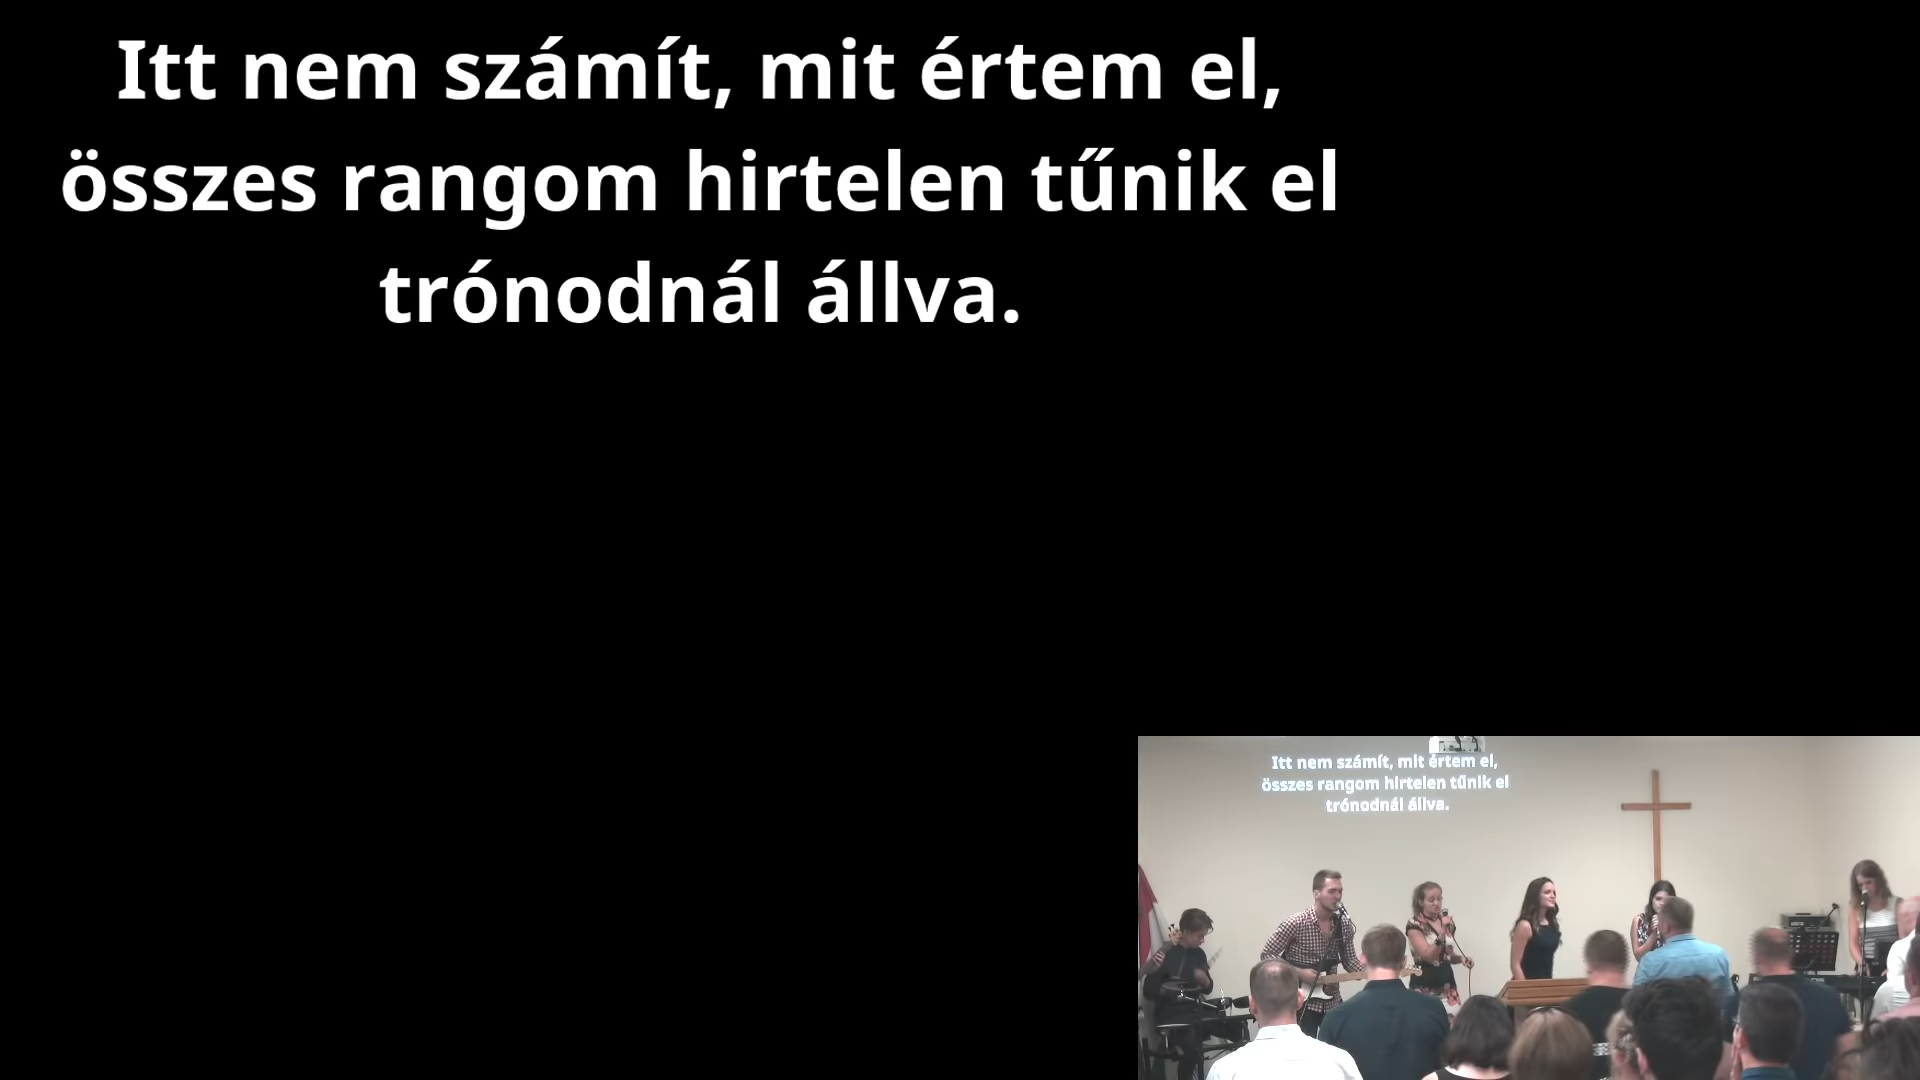 Itt nem számít, mit értem el,
összes rangom hirtelen tűnik el
trónodnál állva.
Itt nem számít, mit értem el,
összes rangom hirtelen tűnik el
trónodnál állva.